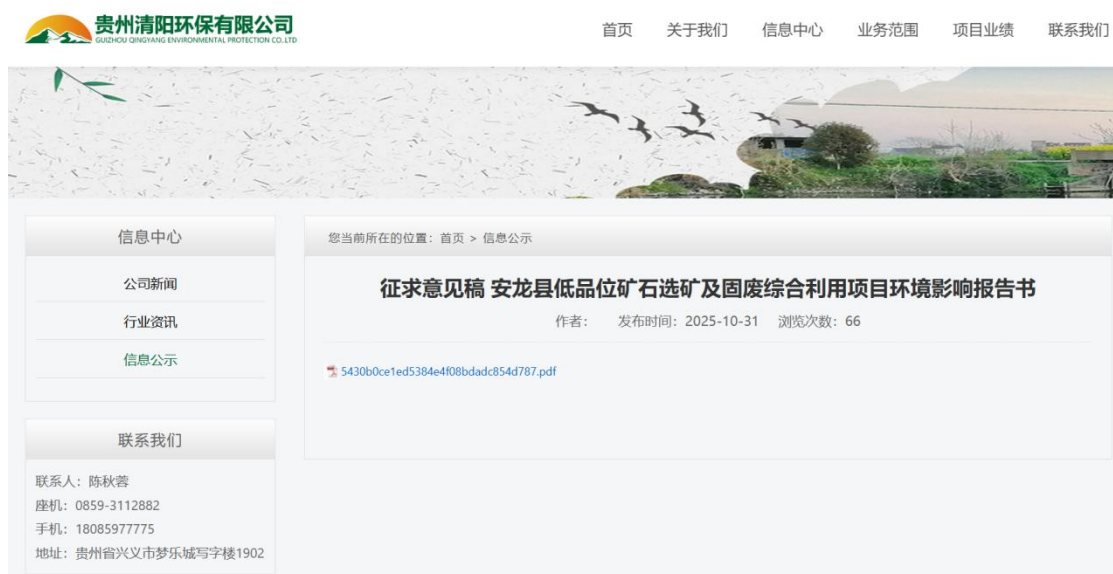 贵州清阳环保有限公司
GUIZHOU QINGYANG ENVIRONMENTAL PROTECTION CO.,LTD
首页 关于我们 信息中心 业务范围 项目业绩 联系我们
信息中心
公司新闻
行业资讯
信息公示
您当前所在的位置：首页 > 信息公示
征求意见稿 安龙县低品位矿石选矿及固废综合利用项目环境影响报告书
作者： 发布时间：2025-10-31 浏览次数：66
5430b0ce1ed5384e4f08bdadc854d787.pdf
联系我们
联系人：陈秋蓉
座机：0859-3112882
手机：18085977775
地址：贵州省兴义市梦乐城写字楼1902